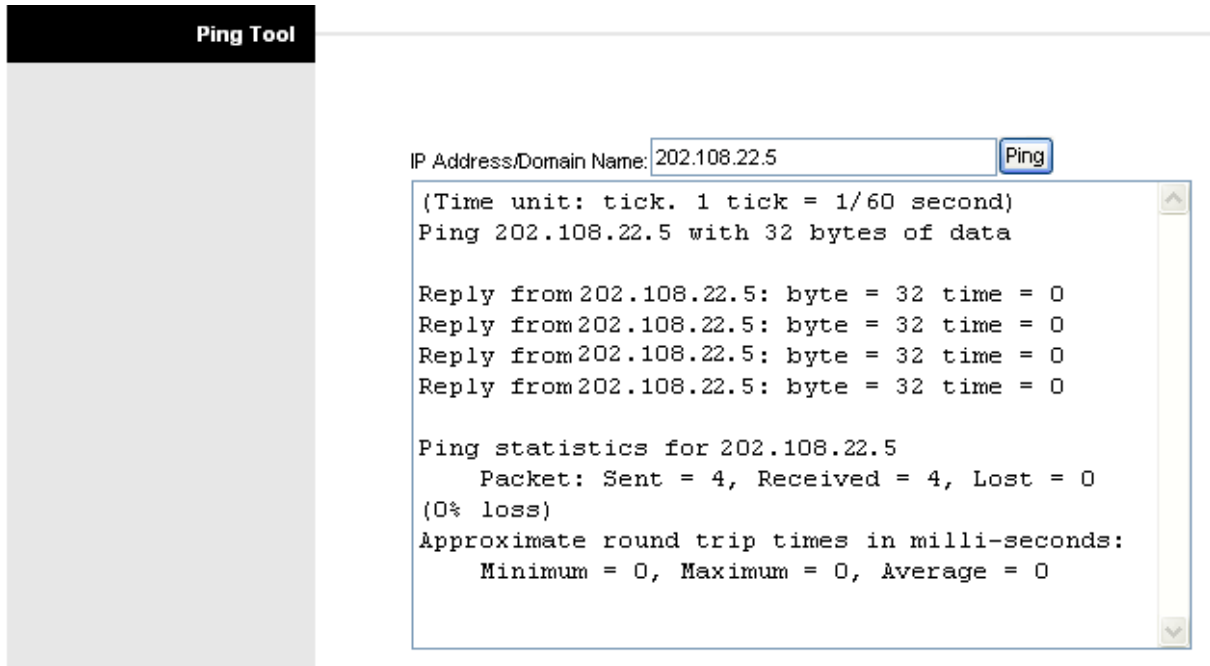 Ping Tool
IP Address/Domain Name: 202.108.22.5 Ping
(Time unit: tick. 1 tick = 1/60 second)
Ping 202.108.22.5 with 32 bytes of data
Reply from 202.108.22.5: byte = 32 time = 0
Reply from 202.108.22.5: byte = 32 time = 0
Reply from 202.108.22.5: byte = 32 time = 0
Reply from 202.108.22.5: byte = 32 time = 0
Ping statistics for 202.108.22.5
Packet: Sent = 4, Received = 4, Lost = 0
(0% loss)
Approximate round trip times in milli-seconds:
Minimum = 0, Maximum = 0, Average = 0